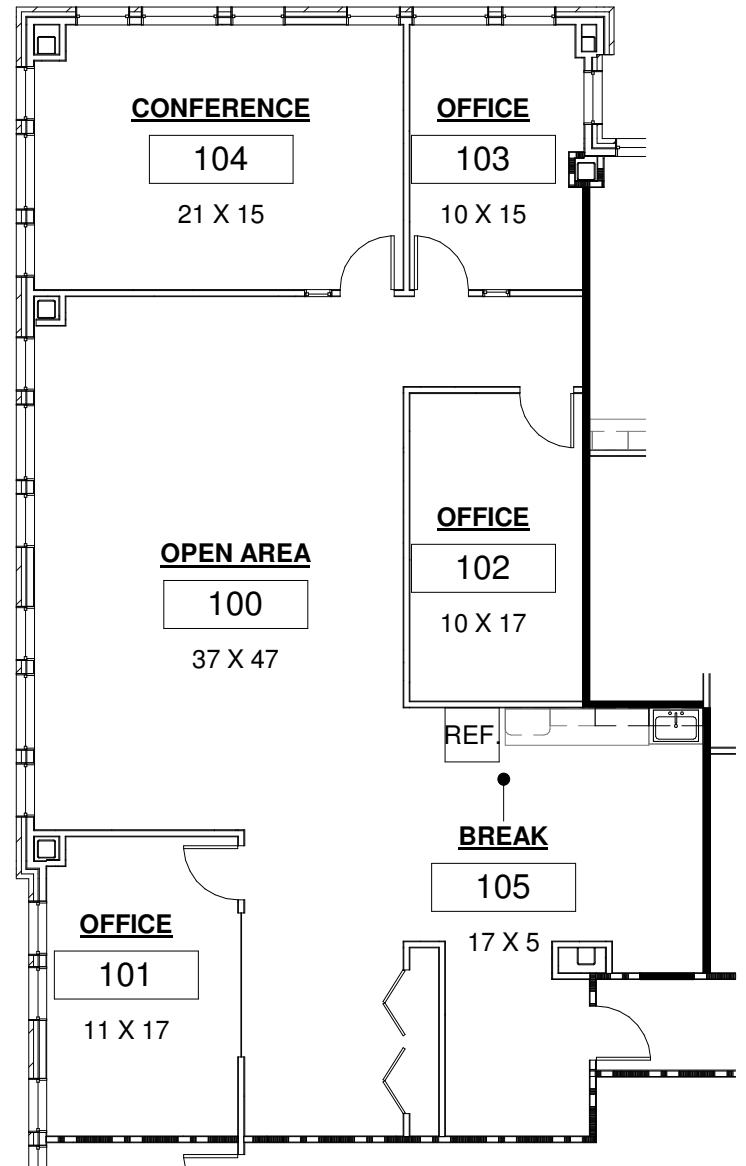 CONFERENCE
104
21 X 15
OFFICE
103
10 X 15
OFFICE
102
10 X 17
OPEN AREA
100
37 X 47
REF.
BREAK
105
17 X 5
OFFICE
101
11 X 17